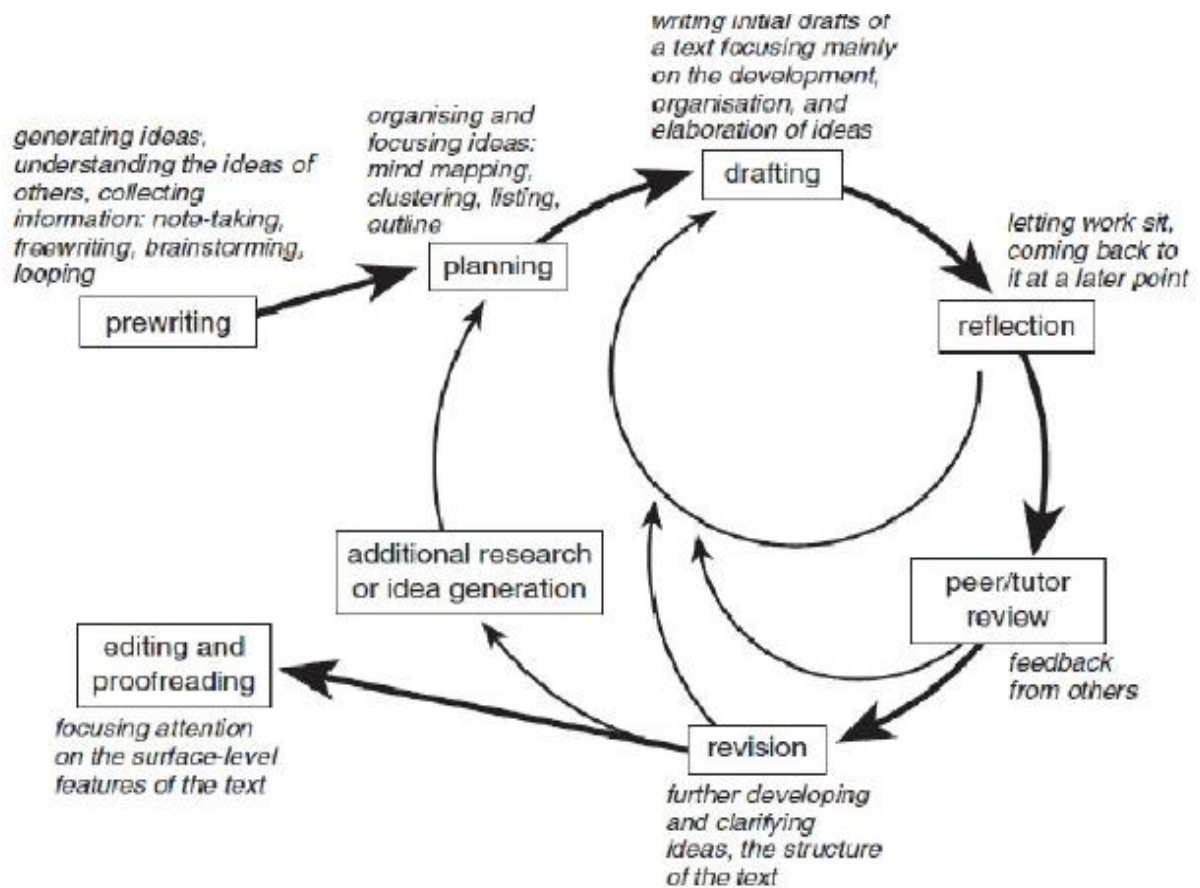 writing initial drafts of
a text focusing mainly
on the development,
organisation, and
elaboration of ideas
drafting
organising and
focusing ideas:
mind mapping,
clustering, listing,
outline
planning
generating ideas,
understanding the ideas of
others, collecting
information: note-taking,
freewriting, brainstorming,
looping
prewriting
letting work sit,
coming back to
it at a later point
reflection
additional research
or idea generation
peer/tutor
review
feedback
from others
editing and
proofreading
focusing attention
on the surface-level
features of the text
revision
further developing
and clarifying
ideas, the structure
of the text